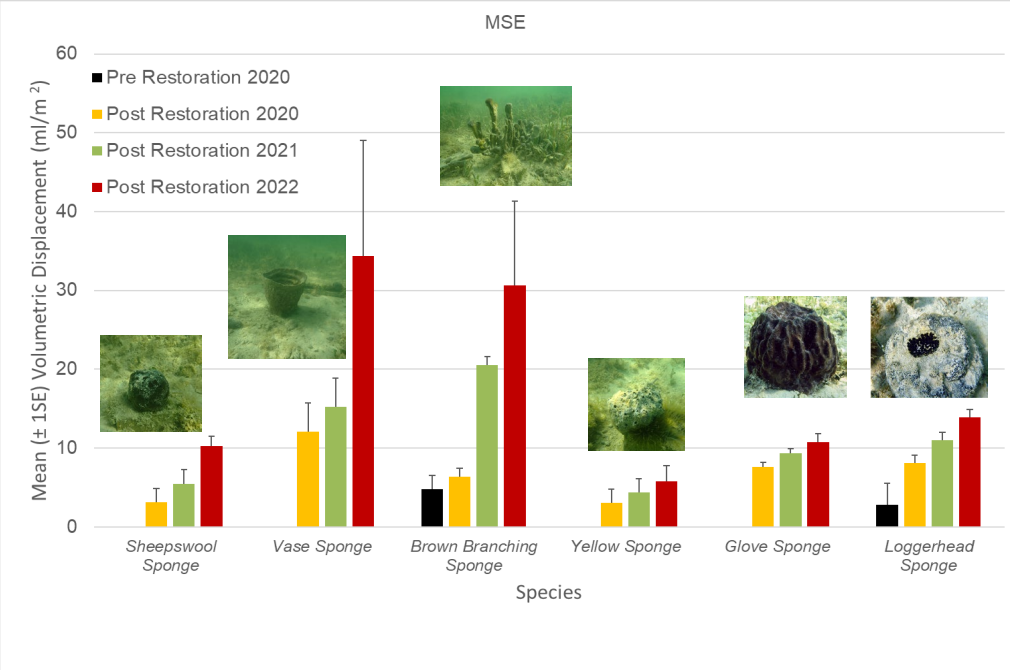 MSE
60
50
40
30
20
10
0
Mean (± 1SE) Volumetric Displacement (ml/m ²)
Pre Restoration 2020
Post Restoration 2020
Post Restoration 2021
Post Restoration 2022
Sheepswool
Sponge
Vase Sponge
Brown Branching
Sponge
Yellow Sponge
Glove Sponge
Loggerhead
Sponge
Species